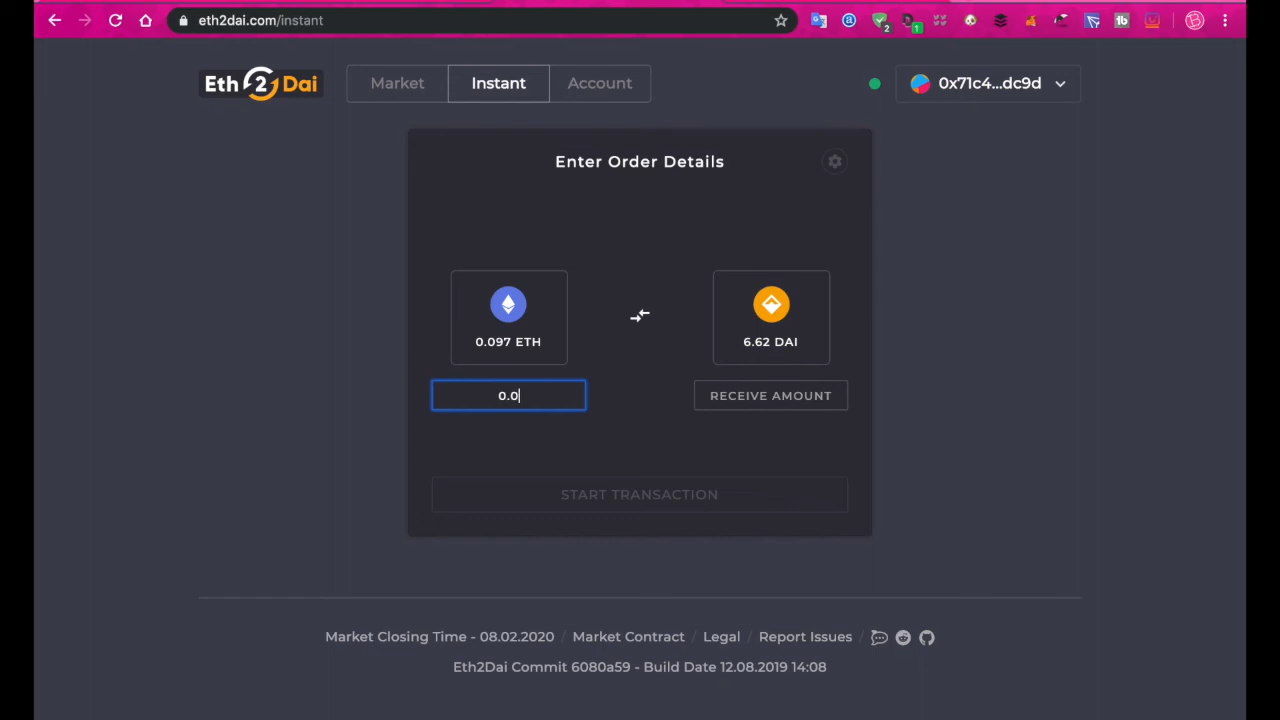 eth2dai.com/instant
2
1
Eth2Dai
Market
Instant
Account
0x71c4...dc9d
Enter Order Details
0.097 ETH
6.62 DAI
0.0
RECEIVE AMOUNT
START TRANSACTION
Market Closing Time - 08.02.2020 / Market Contract / Legal / Report Issues /
Eth2Dai Commit 6080a59 - Build Date 12.08.2019 14:08